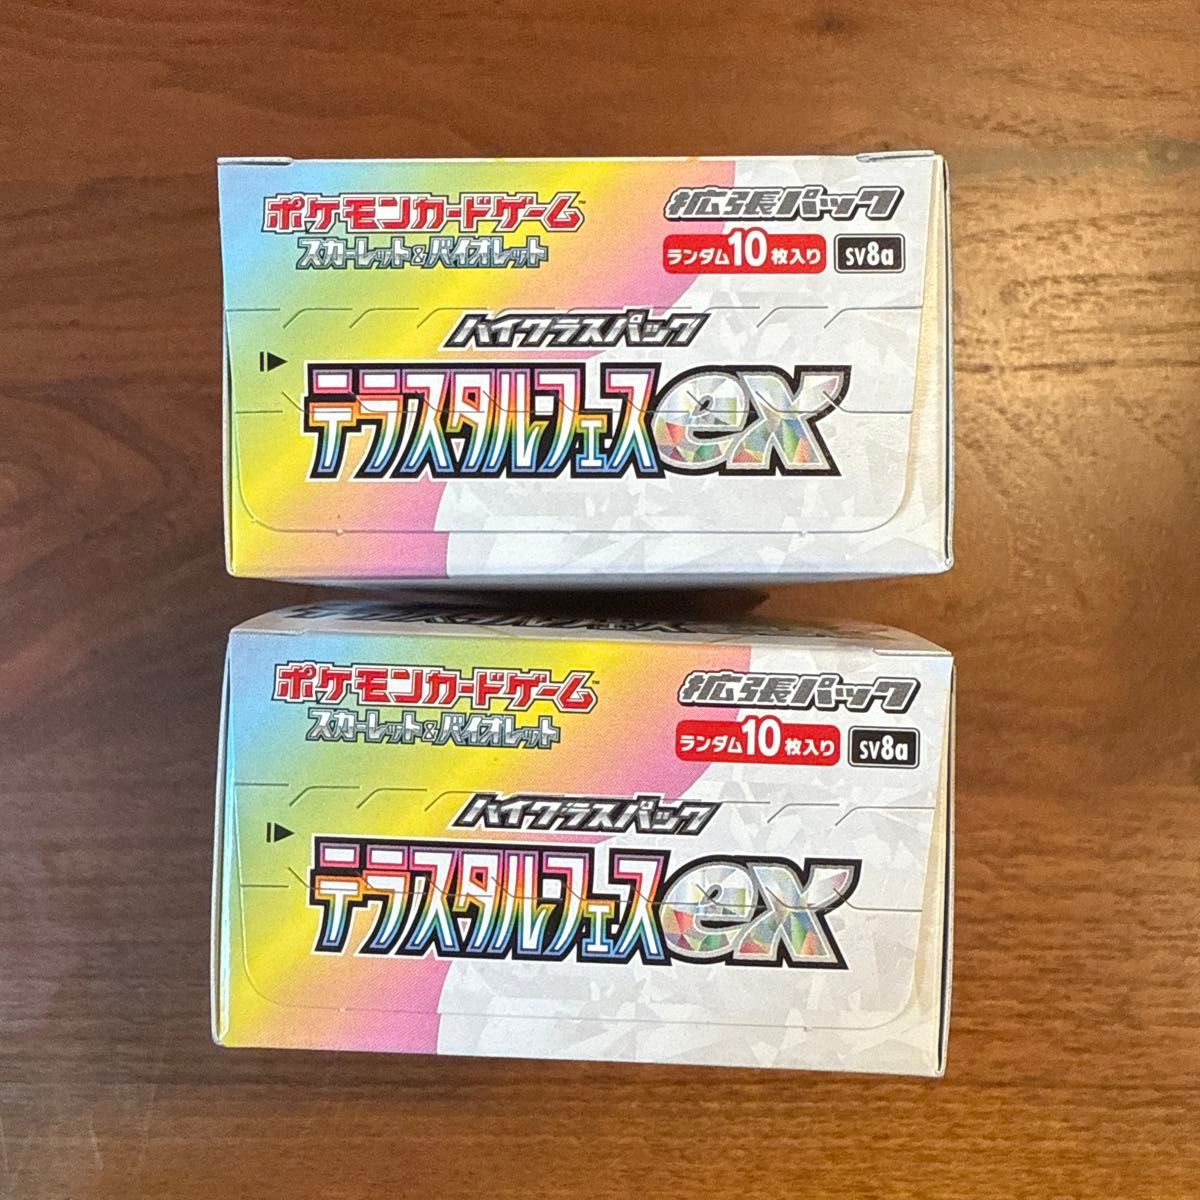 ポケモンカードゲーム™
スカーレット&バイオレット
拡張パック
ランダム10枚入り
SV8a
ハイクラスパック
テラスタルフェスex
ポケモンカードゲーム™
スカーレット&バイオレット
拡張パック
ランダム10枚入り
SV8a
ハイクラスパック
テラスタルフェスex